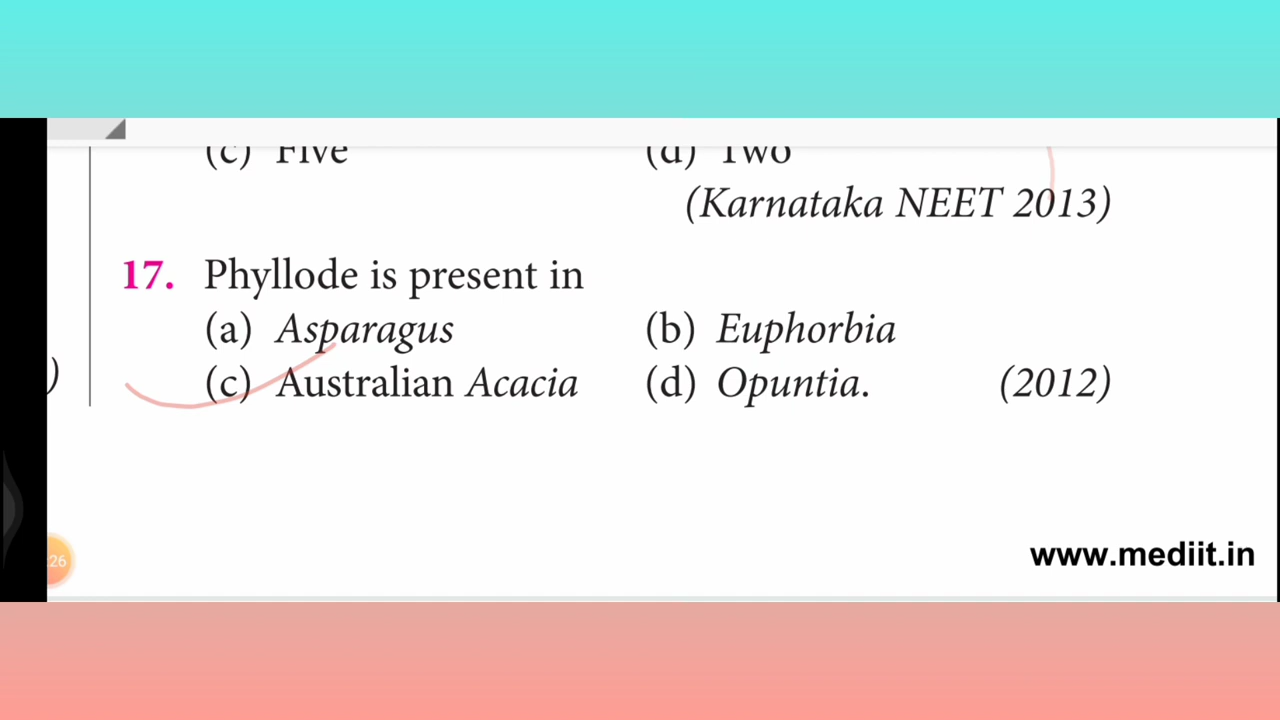 (c) Five (d) Two
(Karnataka NEET 2013)
17. Phyllode is present in
(a) Asparagus (b) Euphorbia
)
(c) Australian Acacia (d) Opuntia. (2012)
www.mediit.in
:26